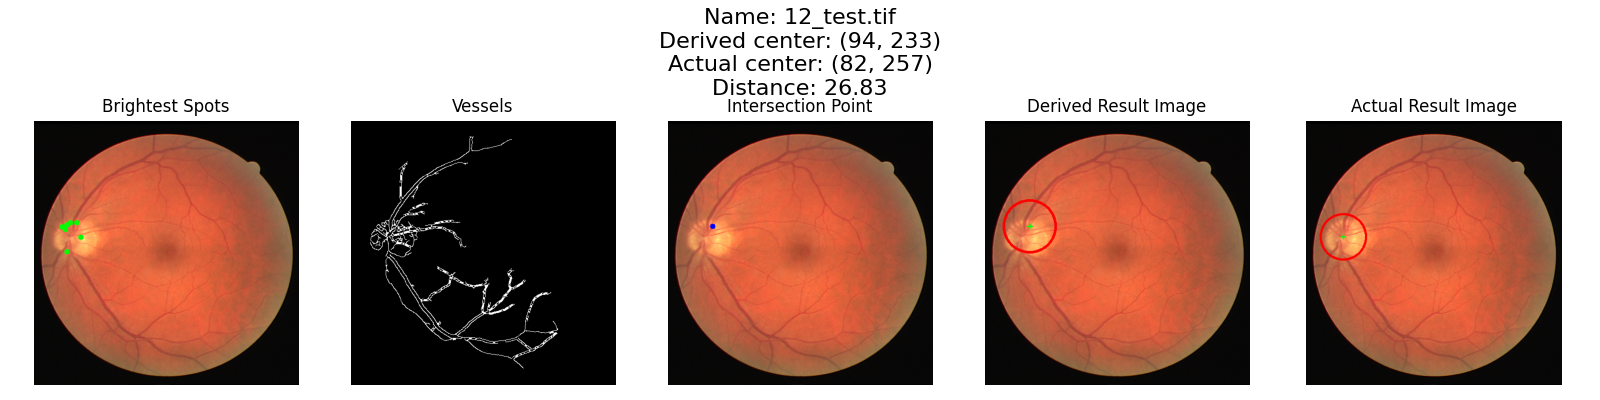 Name: 12_test.tif
Derived center: (94, 233)
Actual center: (82, 257)
Distance: 26.83
Brightest Spots
Vessels
Intersection Point
Derived Result Image
Actual Result Image